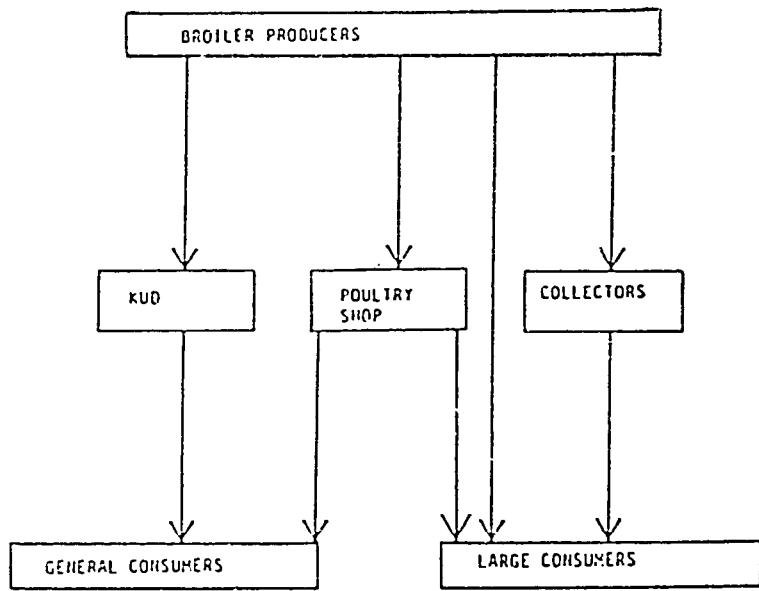 BROILER PRODUCERS
KUD
POULTRY
SHOP
COLLECTORS
GENERAL CONSUMERS
LARGE CONSUMERS